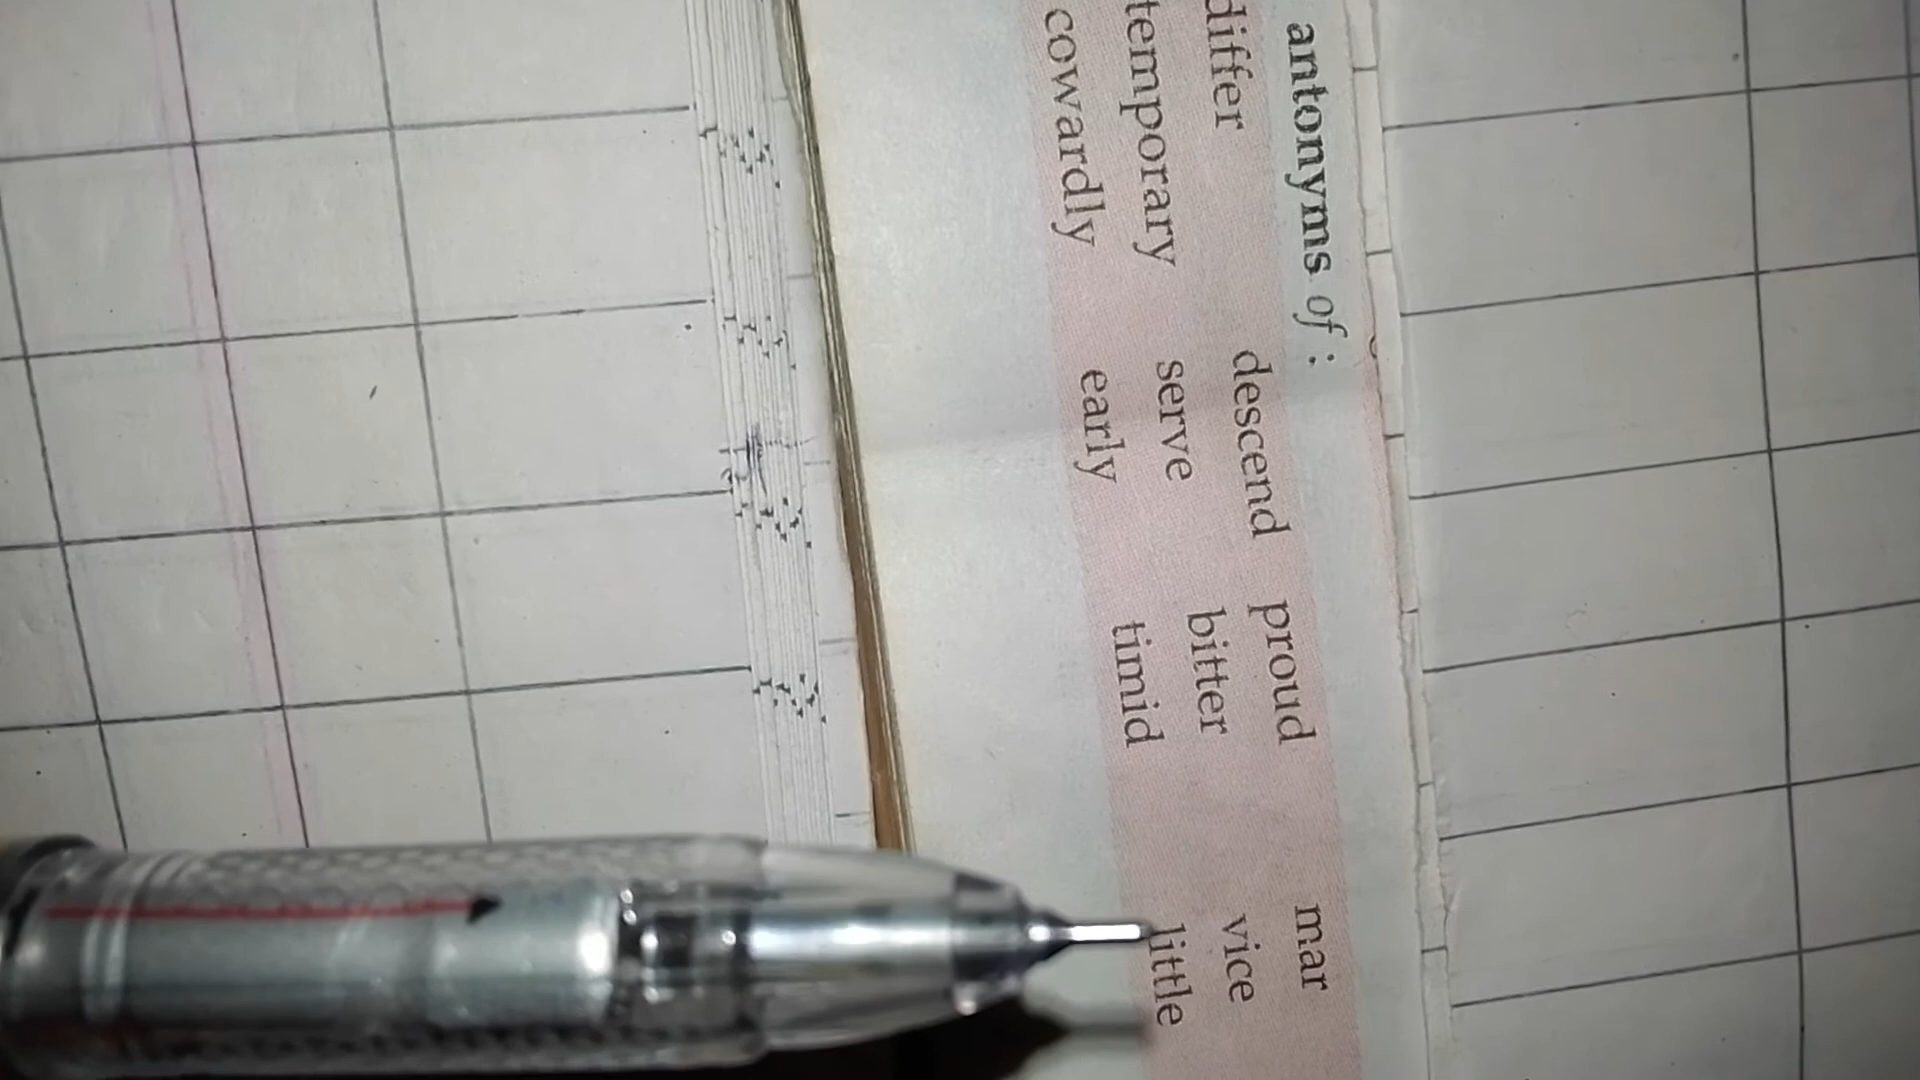 antonyms of :
differ descend proud mar
temporary serve bitter vice
cowardly early timid little